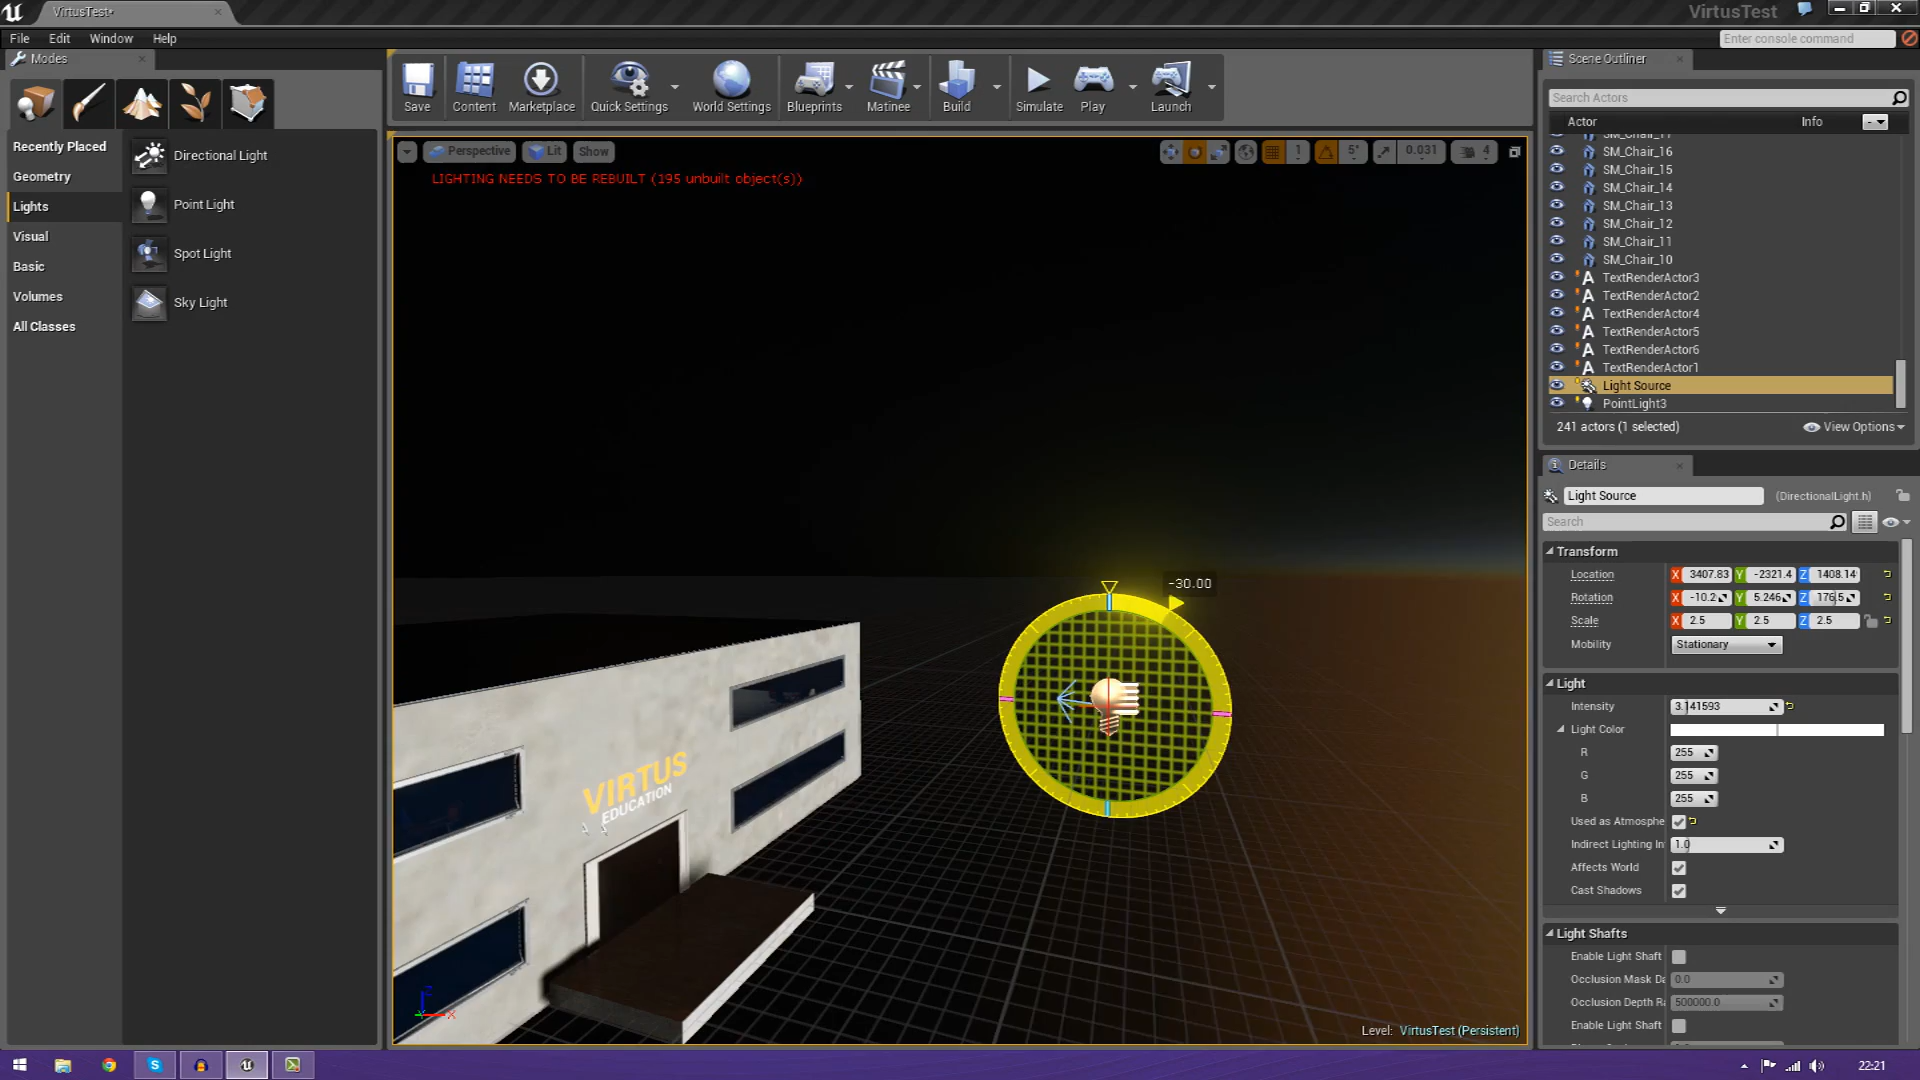 VirtusTest•
VirtusTest
File Edit Window Help
Enter console command
Modes
Recently Placed
Geometry
Lights
Visual
Basic
Volumes
All Classes
Directional Light
Point Light
Spot Light
Sky Light
Save
Content
Marketplace
Quick Settings
World Settings
Blueprints
Matinee
Build
Simulate
Play
Launch
Perspective
Lit
Show
1
5°
0.031
4
LIGHTING NEEDS TO BE REBUILT (195 unbuilt object(s))
-30.00
VIRTUS
EDUCATION
Level: VirtusTest (Persistent)
Scene Outliner
Search Actors
Actor Info
SM_Chair_16
SM_Chair_15
SM_Chair_14
SM_Chair_13
SM_Chair_12
SM_Chair_11
SM_Chair_10
TextRenderActor3
TextRenderActor2
TextRenderActor4
TextRenderActor5
TextRenderActor6
TextRenderActor1
Light Source
PointLight3
241 actors (1 selected)
View Options
Details
Light Source
(DirectionalLight.h)
Search
Transform
Location X 3407.83 Y -2321.4 Z 1408.14
Rotation X -10.2 Y 5.246 Z 176.5
Scale X 2.5 Y 2.5 Z 2.5
Mobility Stationary
Light
Intensity 3.141593
Light Color
R 255
G 255
B 255
Used as Atmosphe
Indirect Lighting In 1.0
Affects World
Cast Shadows
Light Shafts
Enable Light Shaft
Occlusion Mask Da 0.0
Occlusion Depth Ra 500000.0
Enable Light Shaft
22:21